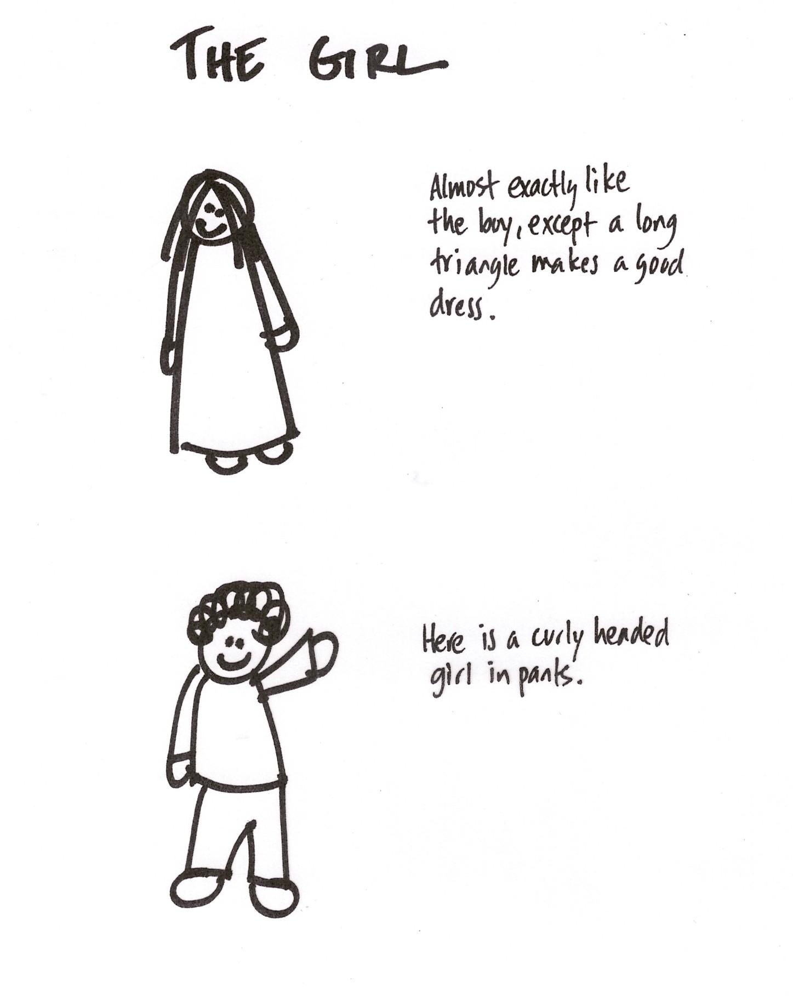 THE GIRL
Almost exactly like
the boy, except a long
triangle makes a good
dress.
Here is a curly headed
girl in pants.